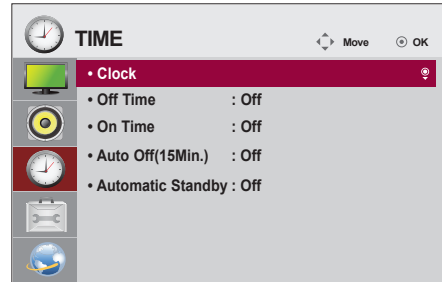 TIME Move OK
• Clock
• Off Time : Off
• On Time : Off
• Auto Off(15Min.) : Off
• Automatic Standby : Off